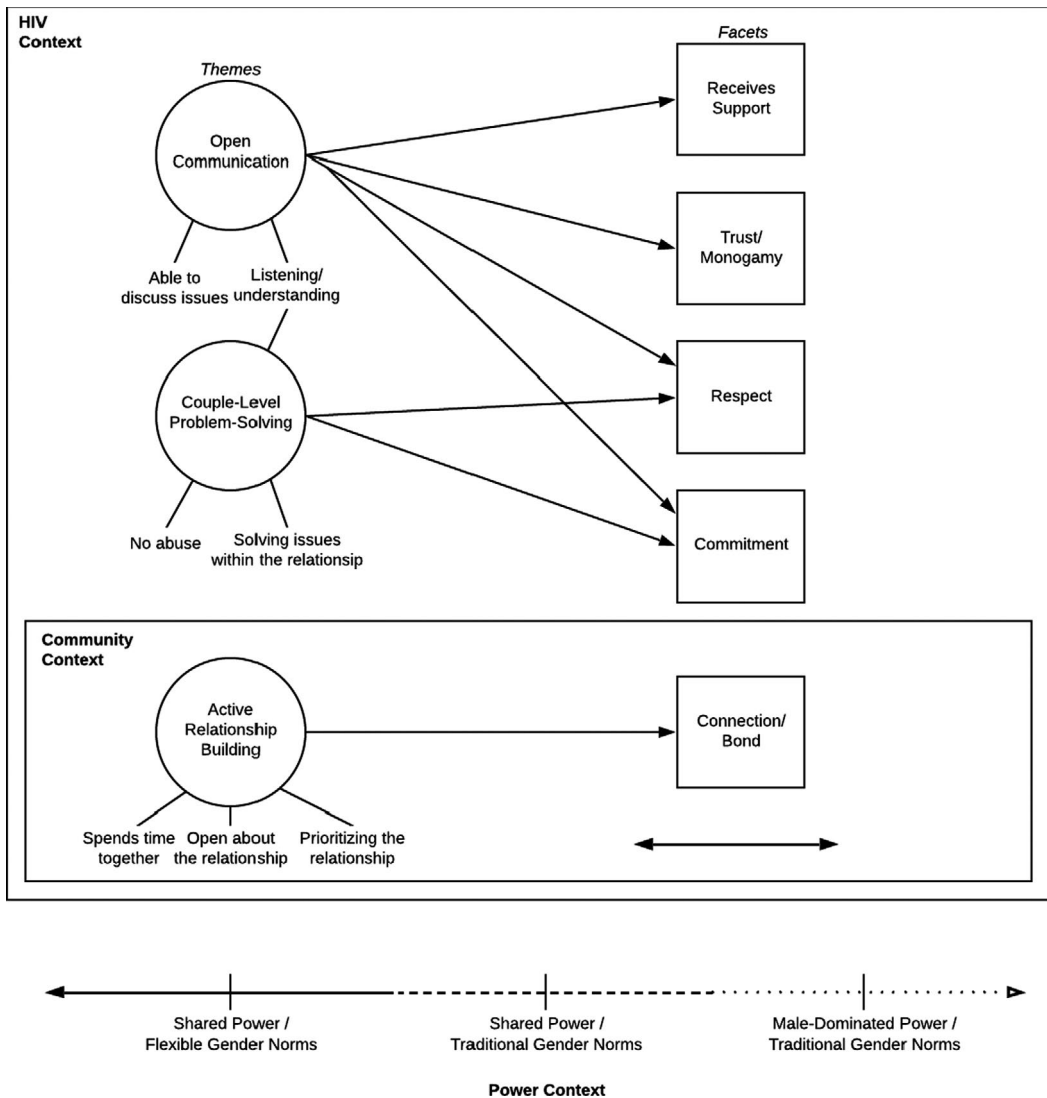 HIV
Context
Themes
Facets
Open
Communication
Receives
Support
Trust/
Monogamy
Able to
discuss issues
Listening/
understanding
Couple-Level
Problem-Solving
Respect
No abuse
Solving issues
within the relationsip
Commitment
Community
Context
Active
Relationship
Building
Connection/
Bond
Spends time
together
Open about
the relationship
Prioritizing the
relationship
Shared Power /
Flexible Gender Norms
Shared Power /
Traditional Gender Norms
Male-Dominated Power /
Traditional Gender Norms
Power Context